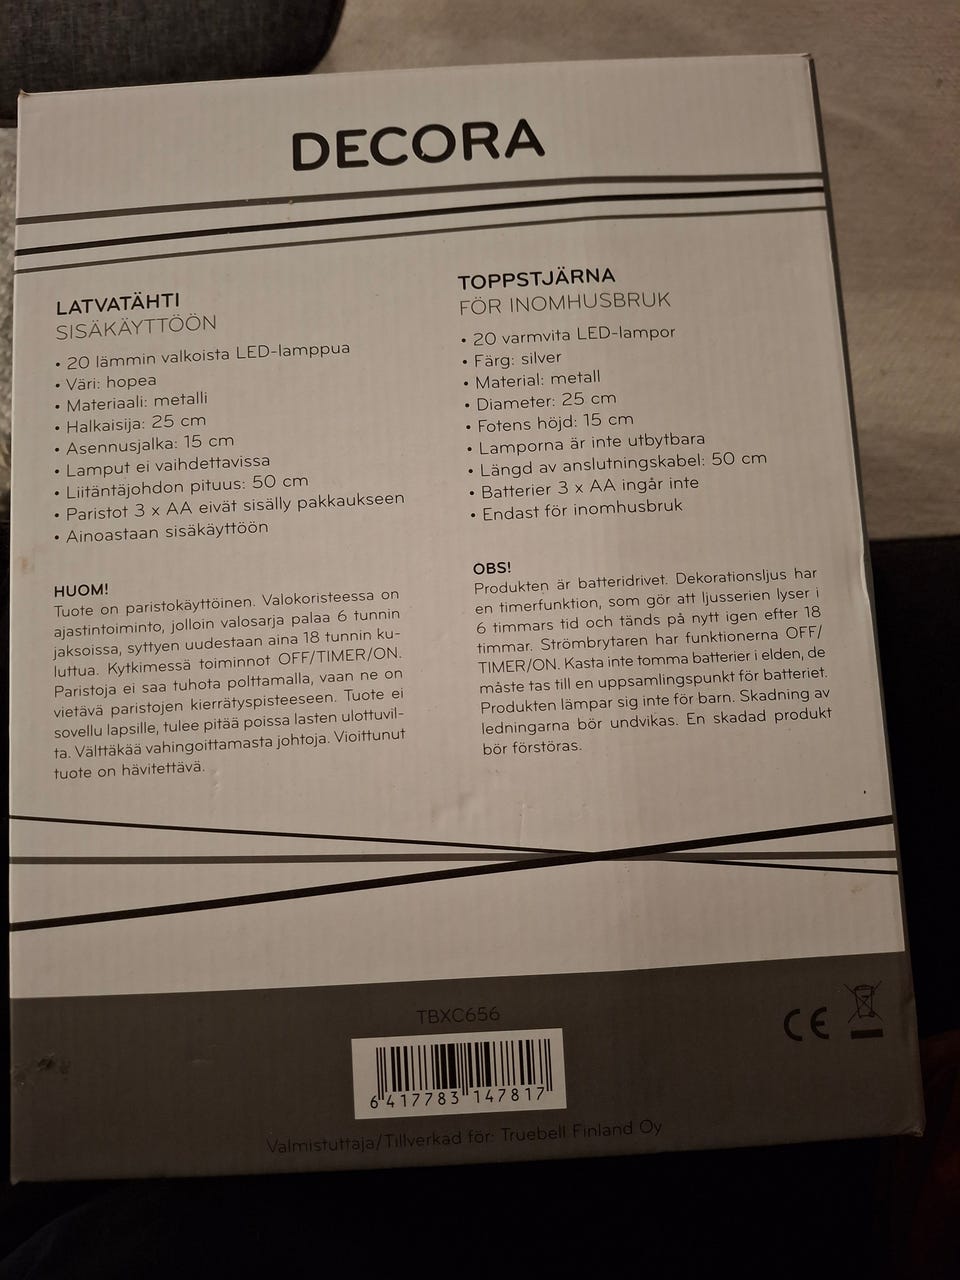 DECORA
LATVATÄHTI
SISÄKÄYTTÖÖN
• 20 lämmin valkoista LED-lamppua
• Väri: hopea
• Materiaali: metalli
• Halkaisija: 25 cm
• Asennusjalka: 15 cm
• Lamput ei vaihdettavissa
• Liitäntäjohdon pituus: 50 cm
• Paristot 3 x AA eivät sisälly pakkaukseen
• Ainoastaan sisäkäyttöön
HUOM!
Tuote on paristokäyttöinen. Valokoristeessa on
ajastintoiminto, jolloin valosarja palaa 6 tunnin
jaksoissa, syttyen uudestaan aina 18 tunnin ku-
luttua. Kytkimessä toiminnot OFF/TIMER/ON.
Paristoja ei saa tuhota polttamalla, vaan ne on
vietävä paristojen kierrätyspisteeseen. Tuote ei
sovellu lapsille, tulee pitää poissa lasten ulottuvil-
ta. Välttäkää vahingoittamasta johtoja. Vioittunut
tuote on hävitettävä.
TOPPSTJÄRNA
FÖR INOMHUSBRUK
• 20 varmvita LED-lampor
• Färg: silver
• Material: metall
• Diameter: 25 cm
• Fotens höjd: 15 cm
• Lamporna är inte utbytbara
• Längd av anslutningskabel: 50 cm
• Batterier 3 x AA ingår inte
• Endast för inomhusbruk
OBS!
Produkten är batteridrivet. Dekorationsljus har
en timerfunktion, som gör att ljusserien lyser i
6 timmars tid och tänds på nytt igen efter 18
timmar. Strömbrytaren har funktionerna OFF/
TIMER/ON. Kasta inte tomma batterier i elden, de
måste tas till en uppsamlingspunkt för batteriet.
Produkten lämpar sig inte för barn. Skadning av
ledningarna bör undvikas. En skadad produkt
bör förstöras.
TBXC656
6 417783 147817
CE
Valmistuttaja/Tillverkad för: Truebell Finland Oy